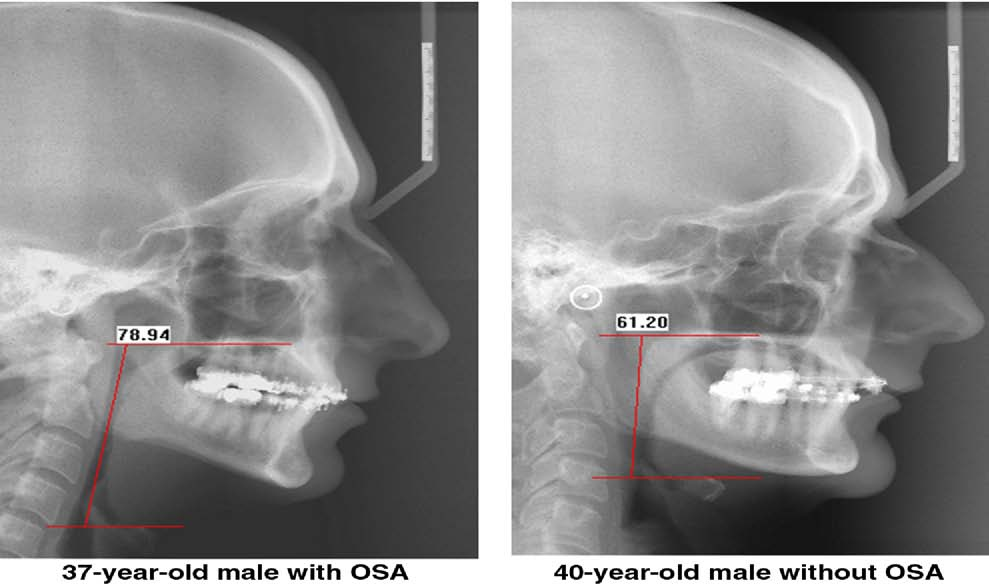 78.94
61.20
37-year-old male with OSA
40-year-old male without OSA